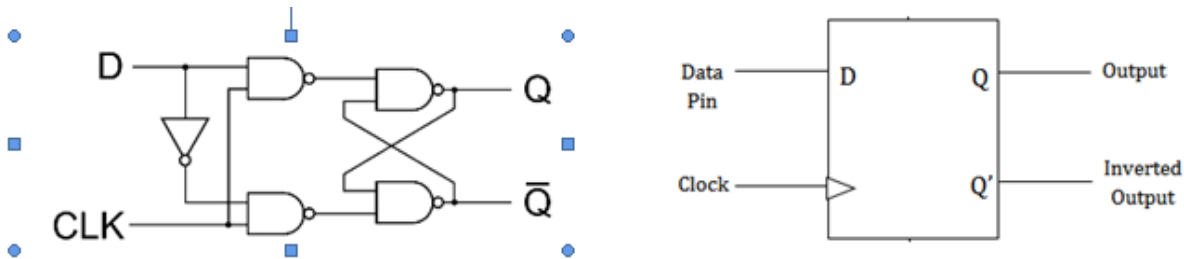 D
Q
CLK
Q̅
Data
Pin
D
Q
Output
Clock
Q'
Inverted
Output